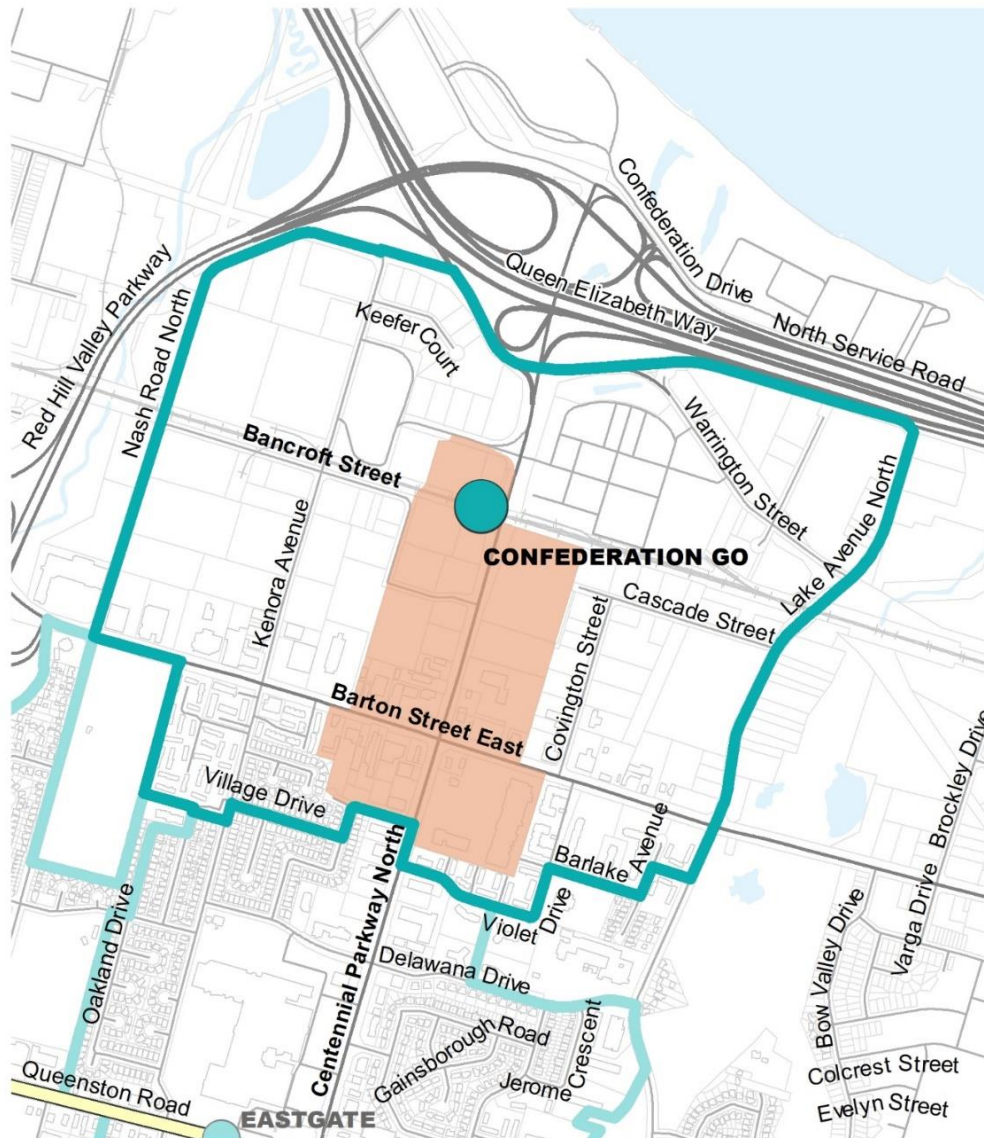 Confederation Drive
Red Hill Valley Parkway
Queen Elizabeth Way
North Service Road
Nash Road North
Keefer Court
Bancroft Street
Warrington Street
Lake Avenue North
Kenora Avenue
CONFEDERATION GO
Cascade Street
Covington Street
Barton Street East
Village Drive
Brockley Drive
Barlake Avenue
Centennial Parkway North
Violet Drive
Varga Drive
Bow Valley Drive
Oakland Drive
Delawana Drive
Gainsborough Road
Jerome Crescent
Colcrest Street
Queenston Road
Evelyn Street
EASTGATE